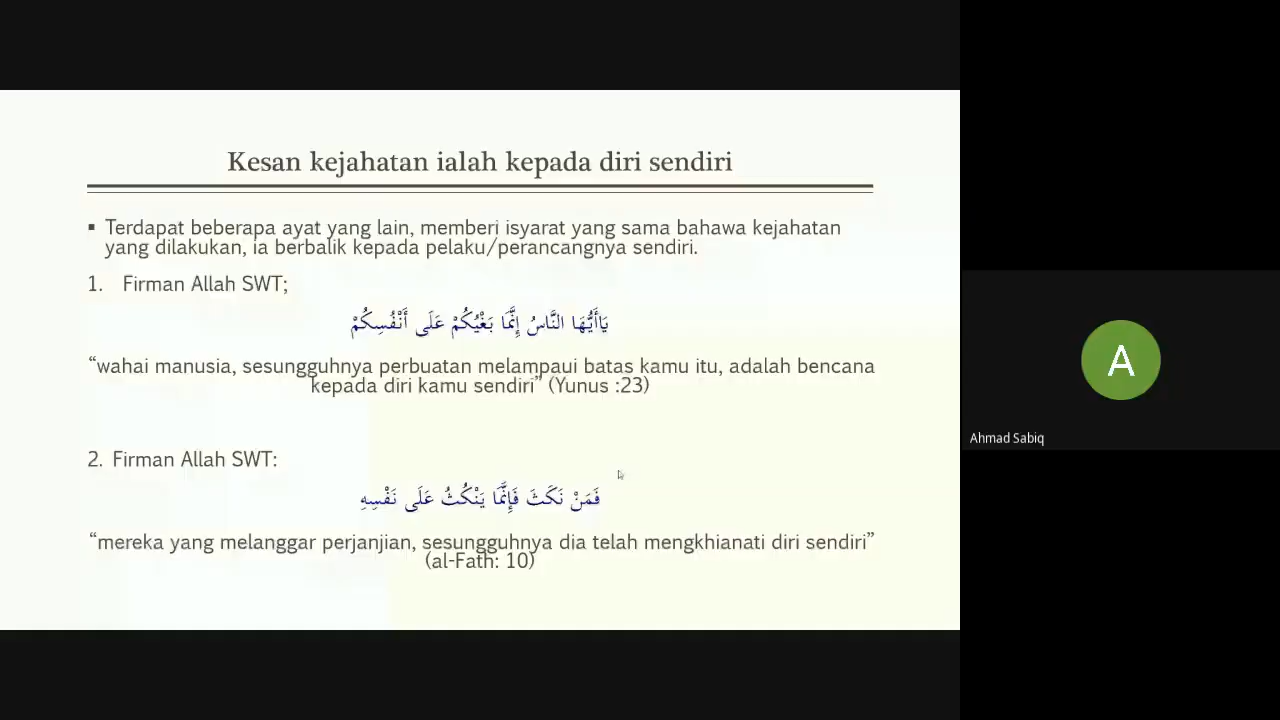 Kesan kejahatan ialah kepada diri sendiri
▪ Terdapat beberapa ayat yang lain, memberi isyarat yang sama bahawa kejahatan
yang dilakukan, ia berbalik kepada pelaku/perancangnya sendiri.
1. Firman Allah SWT;
يَاأَيُّهَا النَّاسُ إِنَّمَا بَغْيُكُمْ عَلَى أَنْفُسِكُمْ
“wahai manusia, sesungguhnya perbuatan melampaui batas kamu itu, adalah bencana
kepada diri kamu sendiri” (Yunus :23)
2. Firman Allah SWT:
فَمَنْ نَكَثَ فَإِنَّمَا يَنْكُثُ عَلَى نَفْسِهِ
“mereka yang melanggar perjanjian, sesungguhnya dia telah mengkhianati diri sendiri”
(al-Fath: 10)
A
Ahmad Sabiq